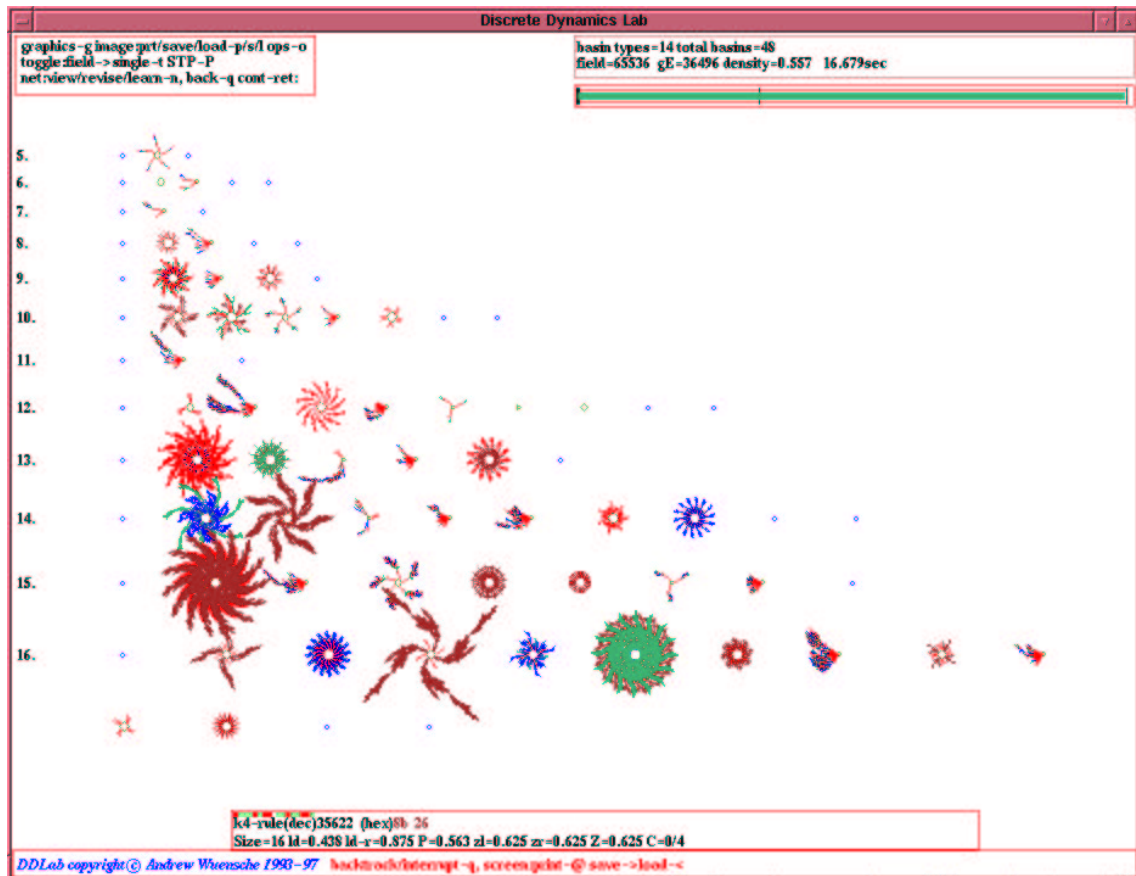 Discrete Dynamics Lab
graphics-g image:prt/save/load-p/s/l ops-o
toggle:field->single-t STP-P
net:view/revise/learn-n, back-q cont-ret:
basin types=14 total basins=48
field=65536 gE=36496 density=0.557 16.679sec
5.
6.
7.
8.
9.
10.
11.
12.
13.
14.
15.
16.
k4-rule(dec)35622 (hex)8b 26
Size=16 ld=0.438 ld-r=0.875 P=0.563 zl=0.625 zr=0.625 Z=0.625 C=0/4
DDLab copyright © Andrew Wuensche 1993-97 backtrack/interrupt-q, screenprint-@ save->load-<